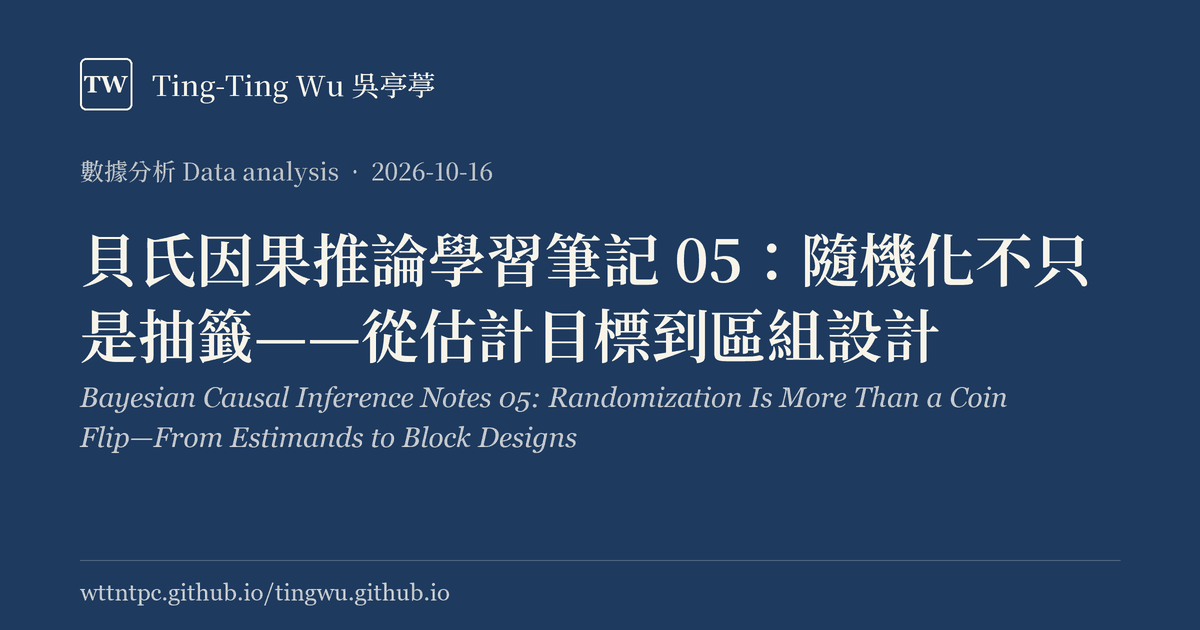 TW
Ting-Ting Wu 吳亭葶
數據分析 Data analysis · 2026-10-16
貝氏因果推論學習筆記 05：隨機化不只
是抽籤——從估計目標到區組設計
Bayesian Causal Inference Notes 05: Randomization Is More Than a Coin
Flip—From Estimands to Block Designs
wttntpc.github.io/tingwu.github.io